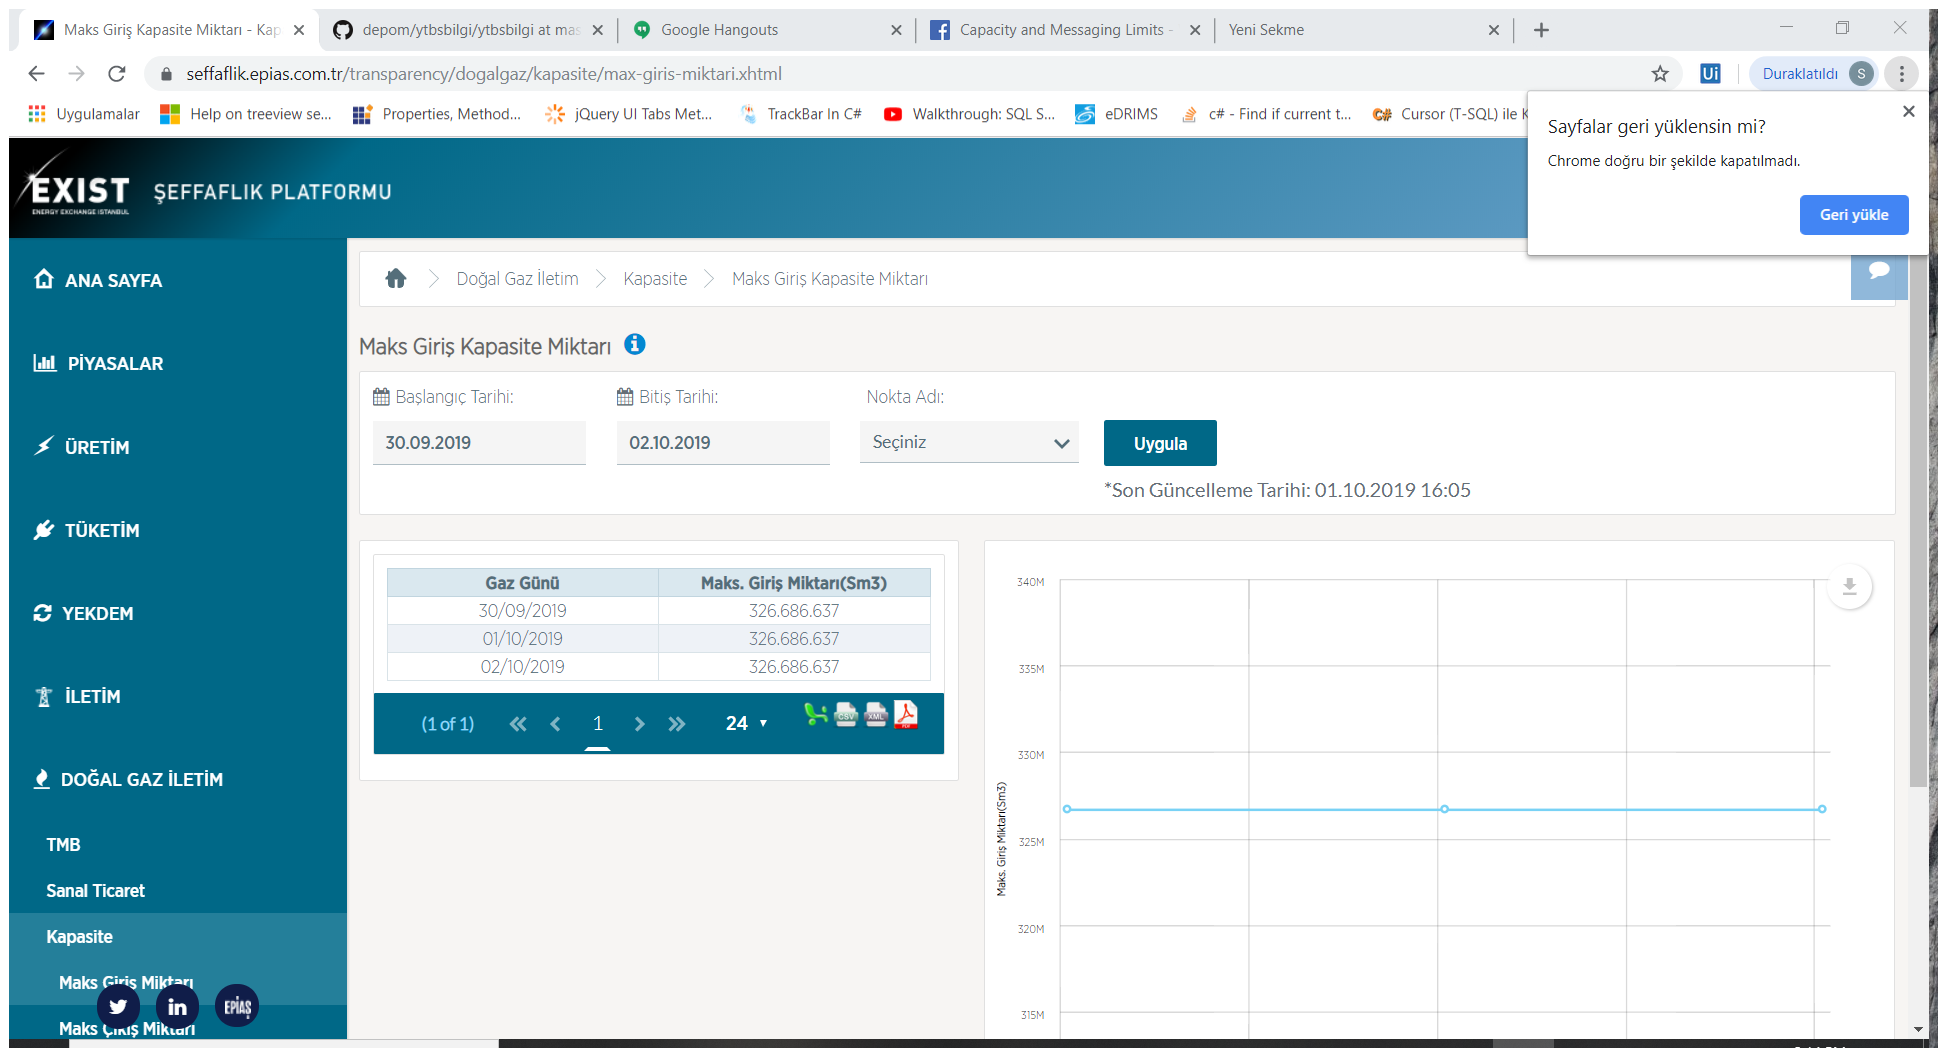 Maks Giriş Kapasite Miktarı - Kap
depom/ytbsbilgi/ytbsbilgi at mas
Google Hangouts
Capacity and Messaging Limits -
Yeni Sekme
seffaflik.epias.com.tr/transparency/dogalgaz/kapasite/max-giris-miktari.xhtml
Ui
Duraklatıldı
S
Uygulamalar
Help on treeview se...
Properties, Method...
jQuery UI Tabs Met...
TrackBar In C#
Walkthrough: SQL S...
eDRIMS
c# - Find if current t...
Cursor (T-SQL) ile K
Sayfalar geri yüklensin mi?
Chrome doğru bir şekilde kapatılmadı.
Geri yükle
EXIST
ENERGY EXCHANGE ISTANBUL
ŞEFFAFLIK PLATFORMU
ANA SAYFA
PİYASALAR
ÜRETİM
TÜKETİM
YEKDEM
İLETİM
DOĞAL GAZ İLETİM
TMB
Sanal Ticaret
Kapasite
Maks Giriş Miktarı
Maks Çıkış Miktarı
in
EPİAŞ
Doğal Gaz İletim
Kapasite
Maks Giriş Kapasite Miktarı
Maks Giriş Kapasite Miktarı
Başlangıç Tarihi:
Bitiş Tarihi:
Nokta Adı:
30.09.2019
02.10.2019
Seçiniz
Uygula
*Son Güncelleme Tarihi: 01.10.2019 16:05
Gaz Günü Maks. Giriş Miktarı(Sm3)
30/09/2019 326.686.637
01/10/2019 326.686.637
02/10/2019 326.686.637
(1 of 1) 1 24
CSV XML PDF
340M
335M
330M
325M
320M
315M
Maks. Giriş Miktarı(Sm3)